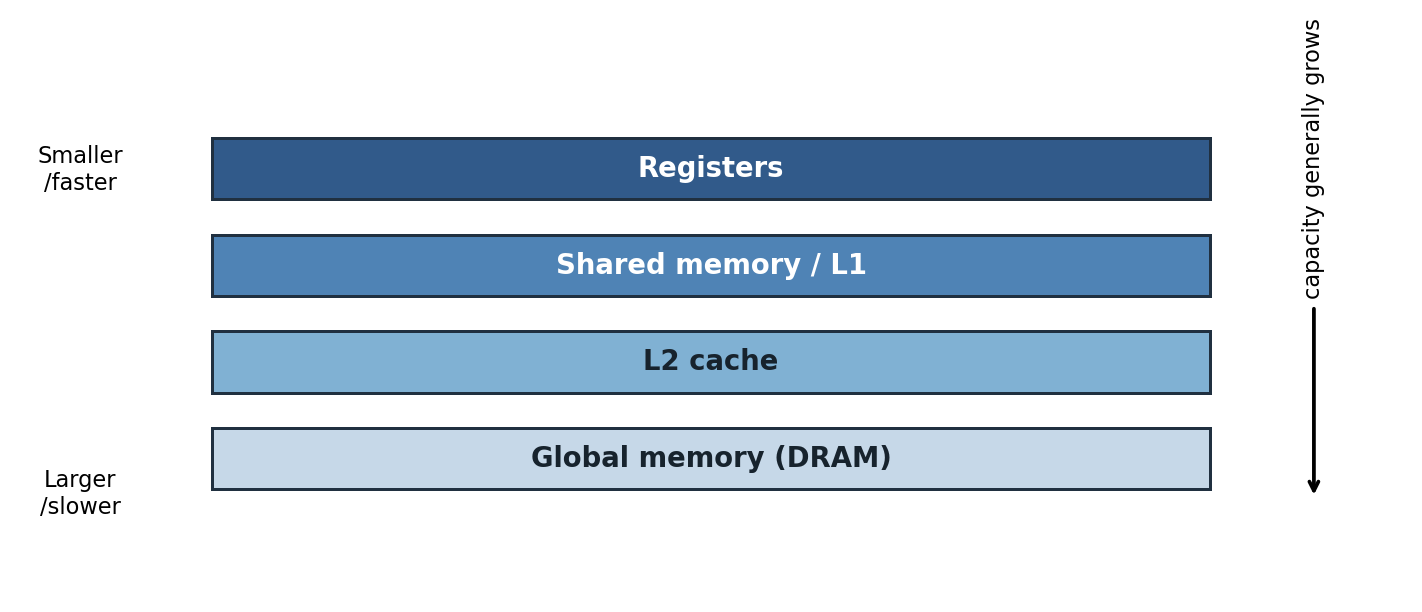 Smaller
/faster
Registers
Shared memory / L1
L2 cache
Global memory (DRAM)
Larger
/slower
capacity generally grows